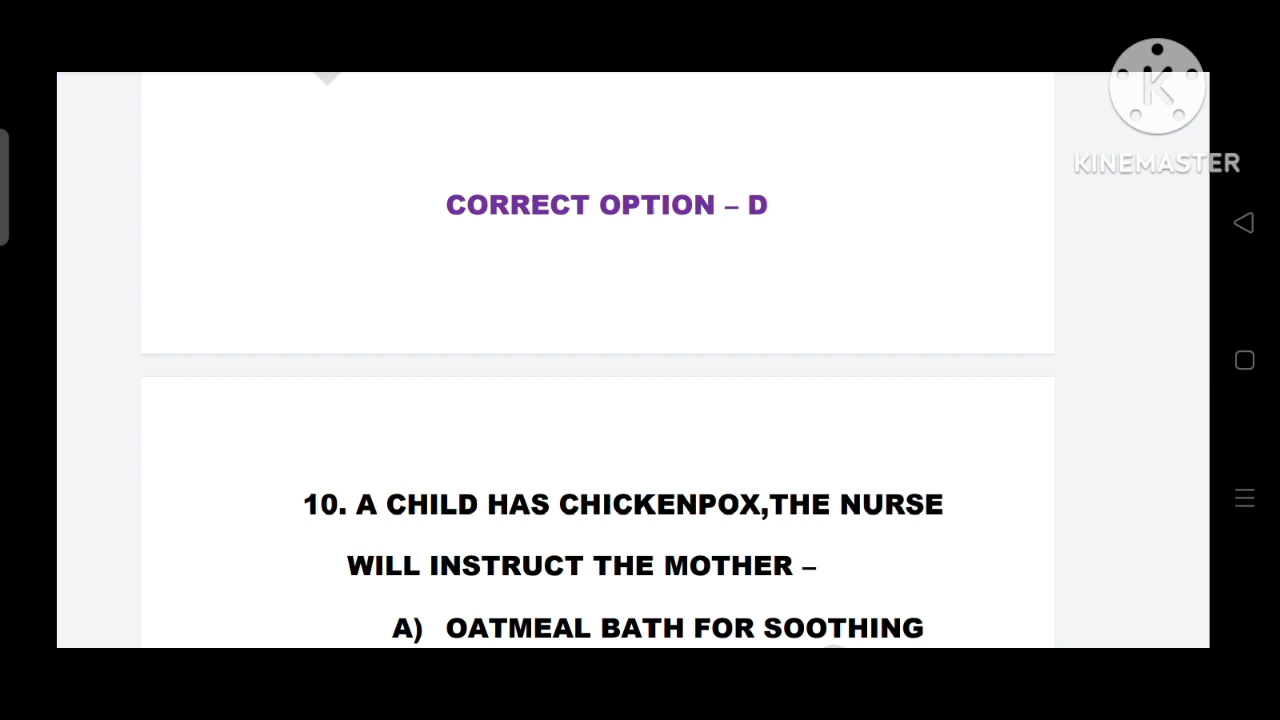 K
KINEMASTER
CORRECT OPTION – D
10. A CHILD HAS CHICKENPOX,THE NURSE
WILL INSTRUCT THE MOTHER –
A) OATMEAL BATH FOR SOOTHING